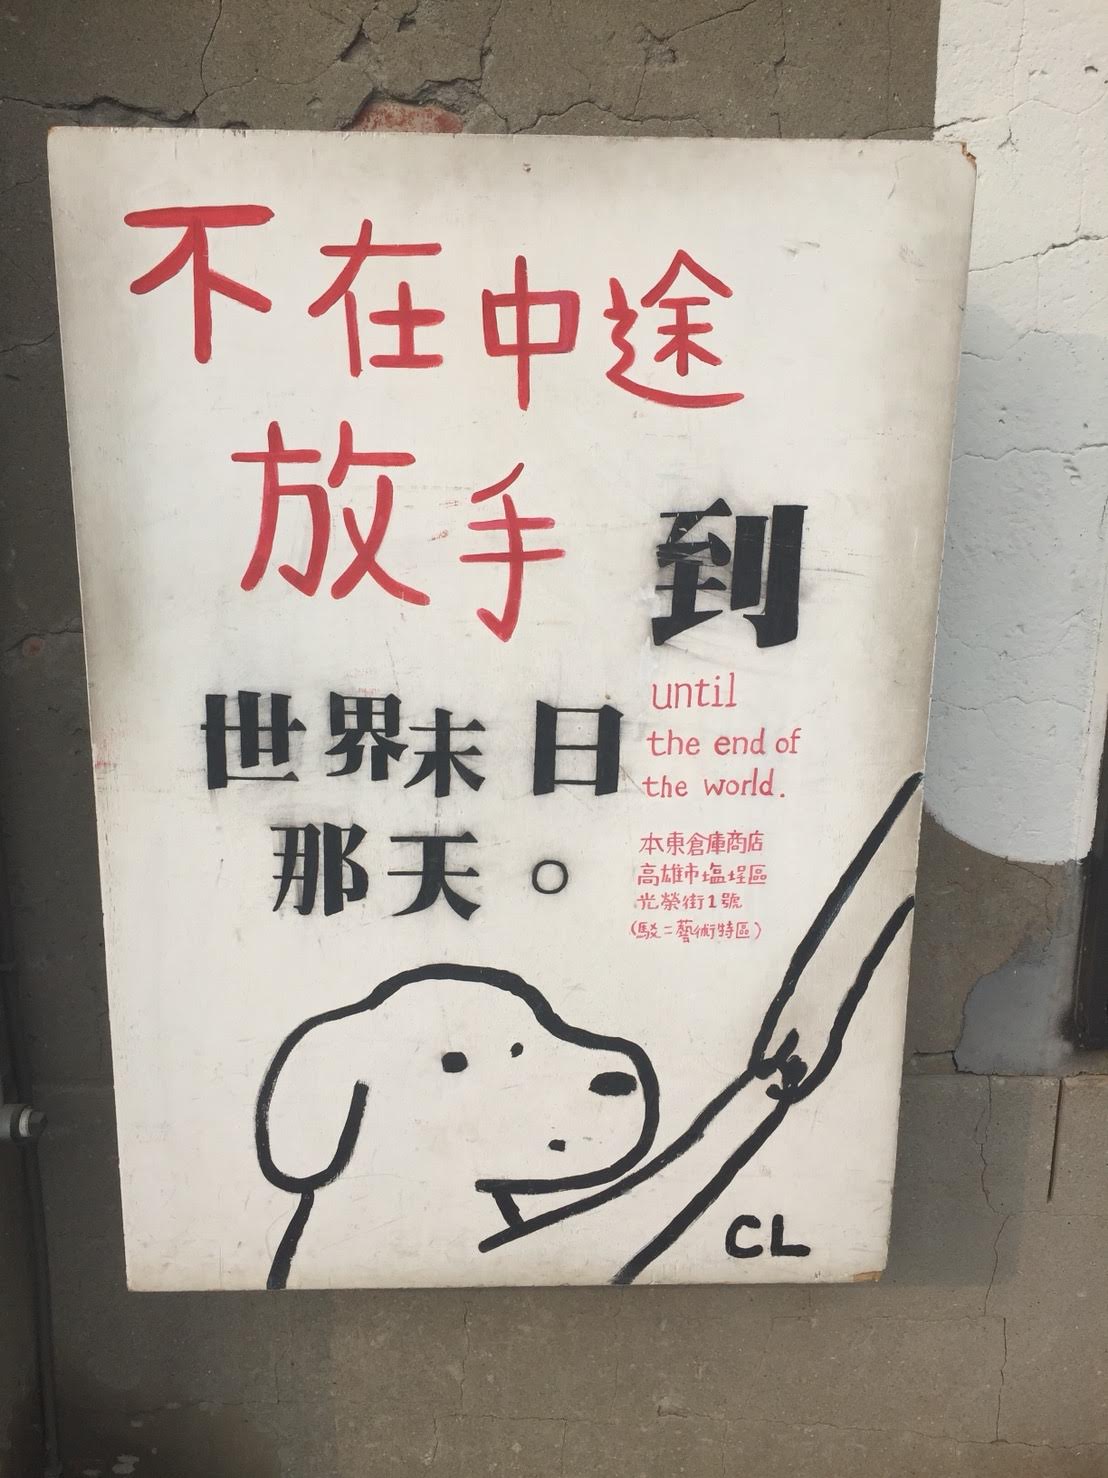 不在中途
放手 到
世界末日
那天。
until
the end of
the world.
本東倉庫商店
高雄市塩埕區
光榮街1號
(駁二藝術特區)
CL